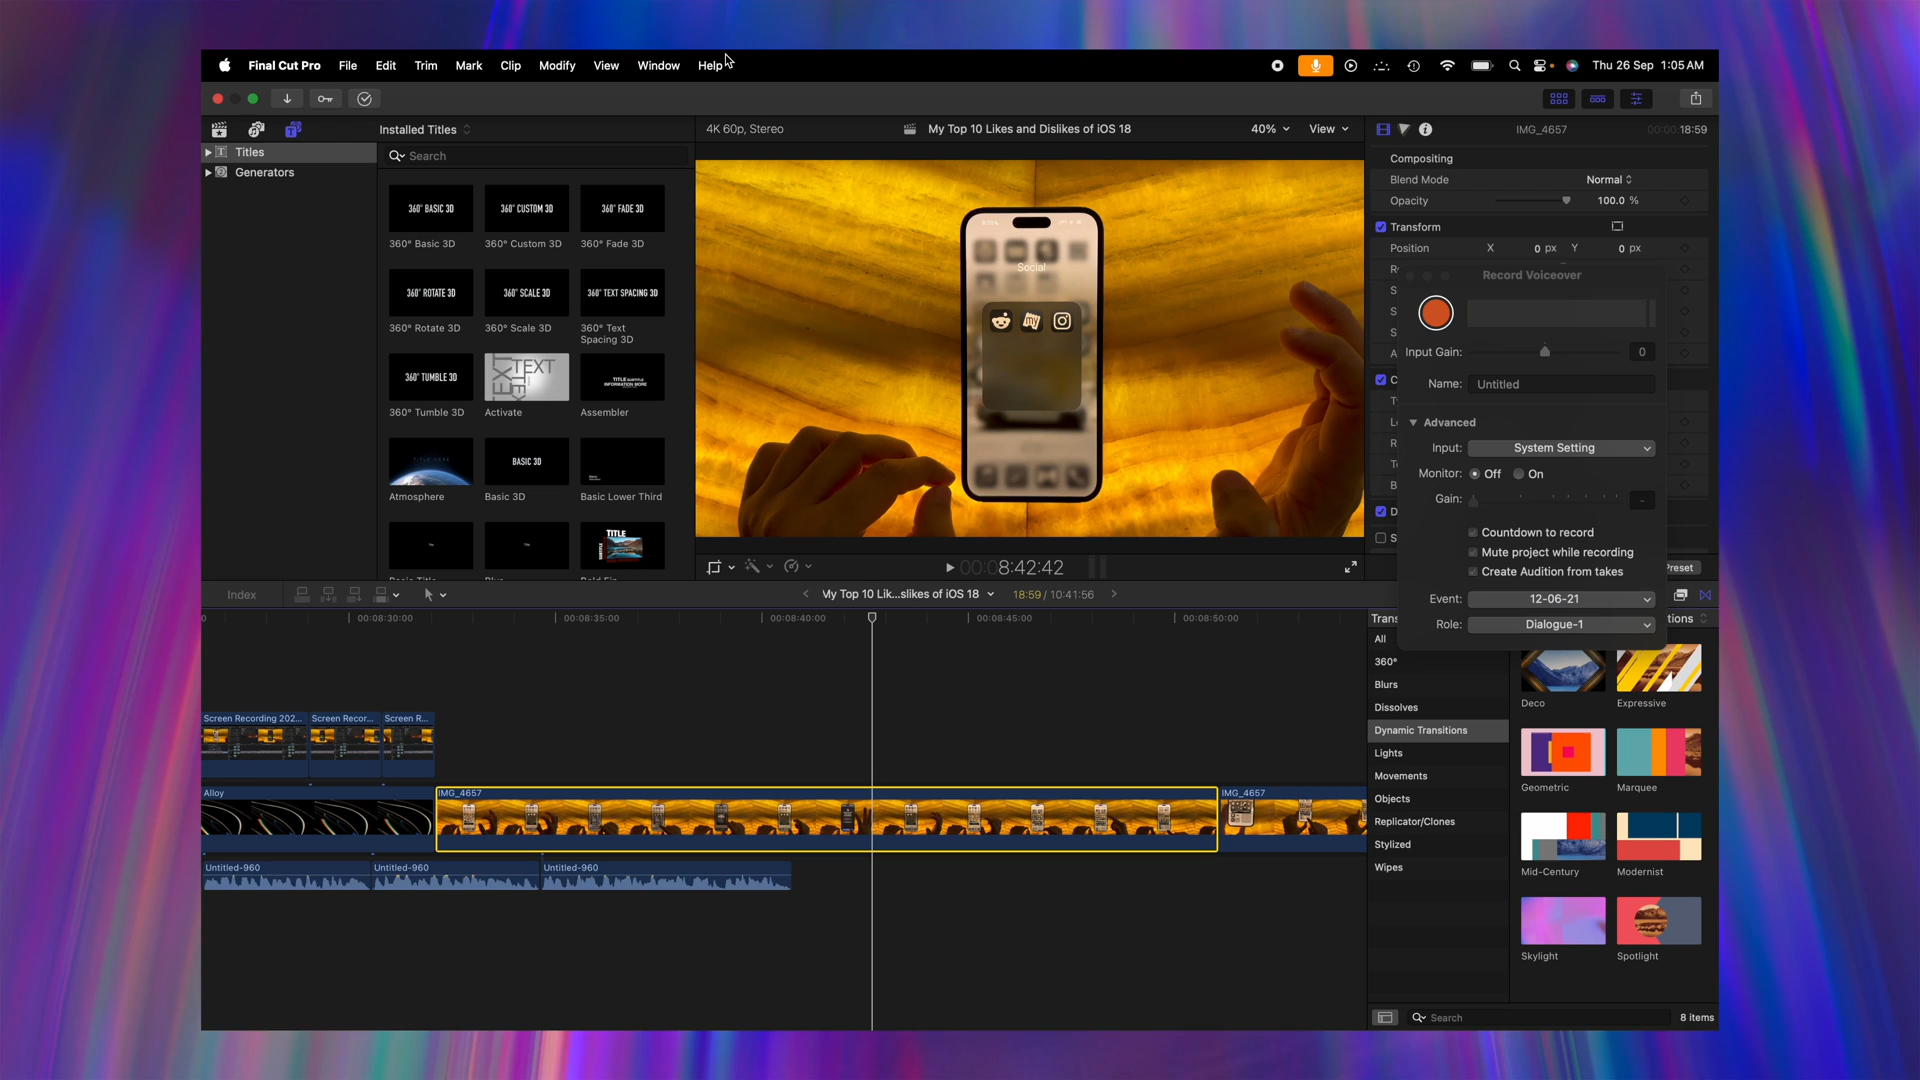 Final Cut Pro File Edit Trim Mark Clip Modify View Window Help
Thu 26 Sep 1:05 AM
Installed Titles
4K 60p, Stereo
My Top 10 Likes and Dislikes of iOS 18
40%
View
IMG_4657
00:00:18:59
Titles
Generators
Search
360° BASIC 3D
360° CUSTOM 3D
360° FADE 3D
360° Basic 3D
360° Custom 3D
360° Fade 3D
360° ROTATE 3D
360° SCALE 3D
360° TEXT SPACING 3D
360° Rotate 3D
360° Scale 3D
360° Text
Spacing 3D
360° TUMBLE 3D
TEXT
TEXT
TITLE SUBTITLE
INFORMATION MORE
360° Tumble 3D
Activate
Assembler
TITLE HERE
BASIC 3D
Atmosphere
Basic 3D
Basic Lower Third
TITLE
SUBTITLE
Social
Compositing
Blend Mode
Normal
Opacity
100.0 %
Transform
Position
X
0 px
Y
0 px
Record Voiceover
Input Gain:
0
Name:
Untitled
Advanced
Input:
System Setting
Monitor:
Off
On
Gain:
Countdown to record
Mute project while recording
Create Audition from takes
Event:
12-06-21
Role:
Dialogue-1
Preset
00:08:42:42
Index
My Top 10 Lik...slikes of iOS 18
18:59 / 10:41:56
00:08:30:00
00:08:35:00
00:08:40:00
00:08:45:00
00:08:50:00
Screen Recording 202...
Screen Recor...
Screen R...
Alloy
IMG_4657
IMG_4657
Untitled-960
Untitled-960
Untitled-960
Trans
tions
All
360°
Blurs
Dissolves
Dynamic Transitions
Lights
Movements
Objects
Replicator/Clones
Stylized
Wipes
Deco
Expressive
Geometric
Marquee
Mid-Century
Modernist
Skylight
Spotlight
Search
8 items